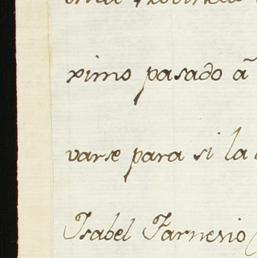 ximo pasado á
varse para si la
Isabel Farnesio